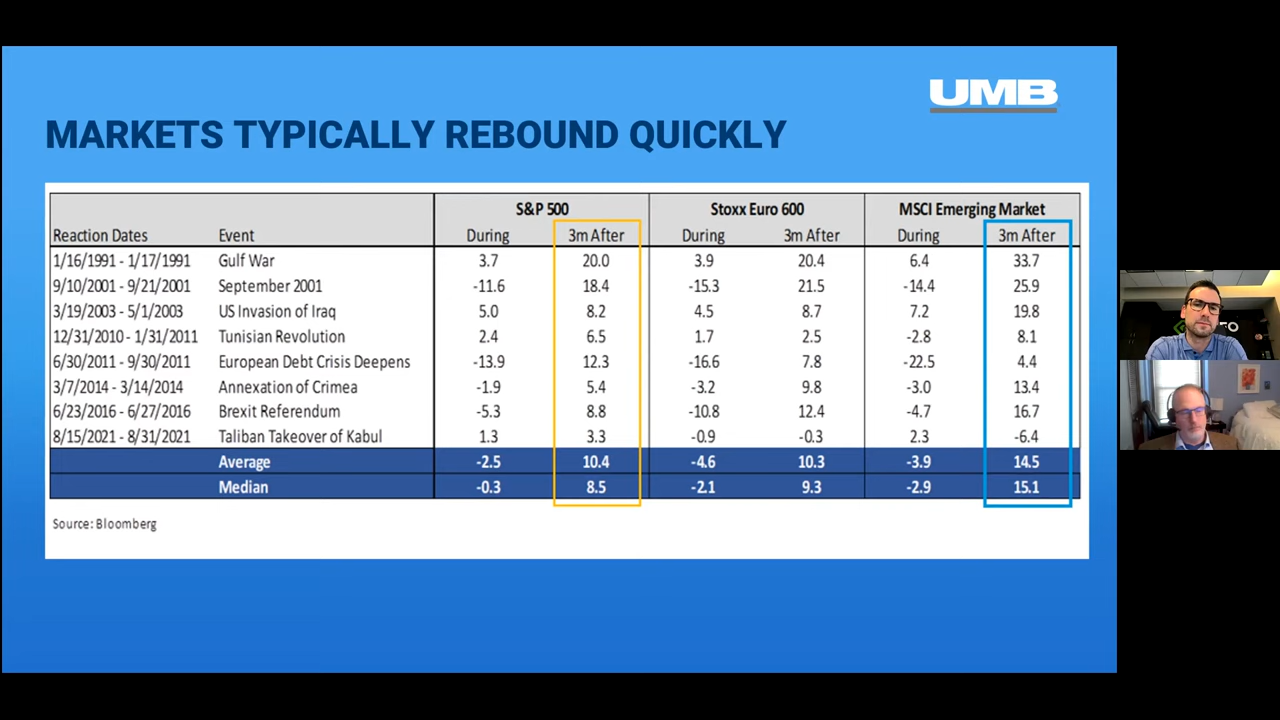 UMB
MARKETS TYPICALLY REBOUND QUICKLY
S&P 500 Stoxx Euro 600 MSCI Emerging Market
Reaction Dates Event During 3m After During 3m After During 3m After
1/16/1991 - 1/17/1991 Gulf War 3.7 20.0 3.9 20.4 6.4 33.7
9/10/2001 - 9/21/2001 September 2001 -11.6 18.4 -15.3 21.5 -14.4 25.9
3/19/2003 - 5/1/2003 US Invasion of Iraq 5.0 8.2 4.5 8.7 7.2 19.8
12/31/2010 - 1/31/2011 Tunisian Revolution 2.4 6.5 1.7 2.5 -2.8 8.1
6/30/2011 - 9/30/2011 European Debt Crisis Deepens -13.9 12.3 -16.6 7.8 -22.5 4.4
3/7/2014 - 3/14/2014 Annexation of Crimea -1.9 5.4 -3.2 9.8 -3.0 13.4
6/23/2016 - 6/27/2016 Brexit Referendum -5.3 8.8 -10.8 12.4 -4.7 16.7
8/15/2021 - 8/31/2021 Taliban Takeover of Kabul 1.3 3.3 -0.9 -0.3 2.3 -6.4
Average -2.5 10.4 -4.6 10.3 -3.9 14.5
Median -0.3 8.5 -2.1 9.3 -2.9 15.1
Source: Bloomberg